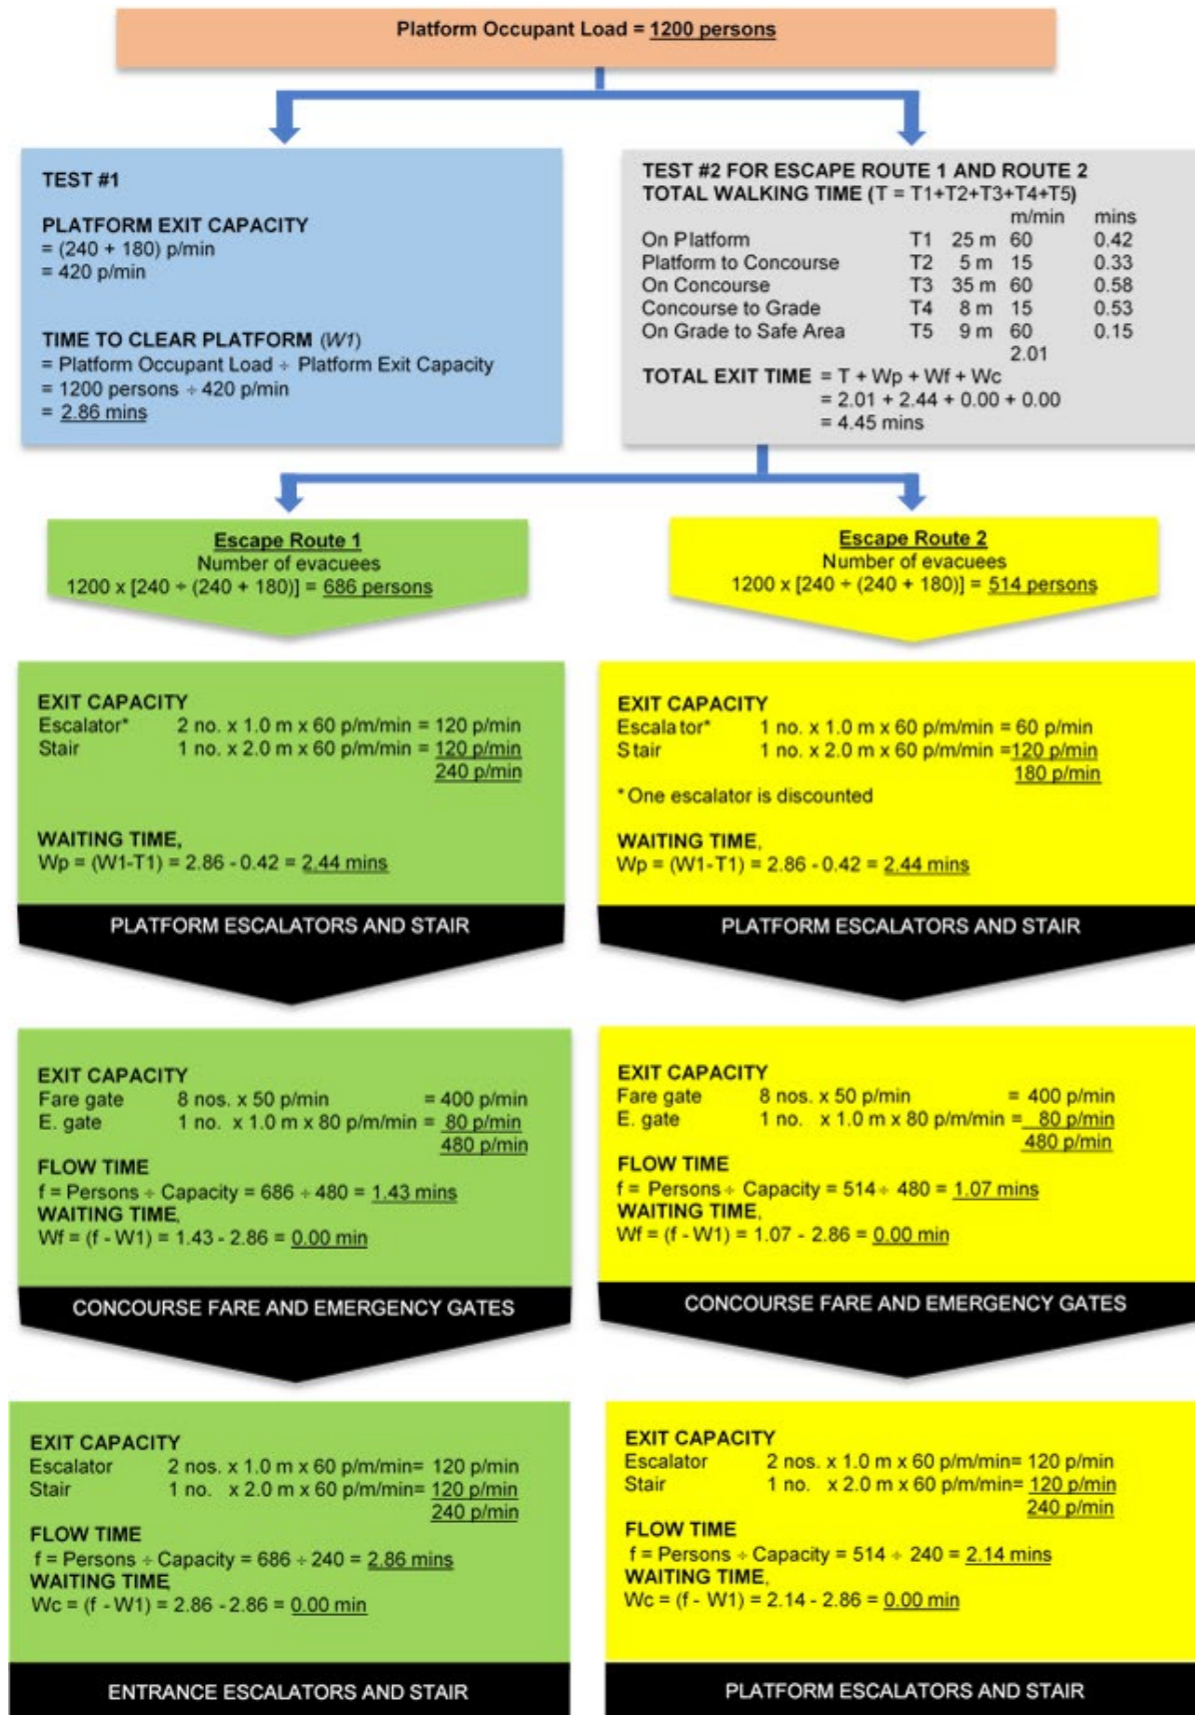 Platform Occupant Load = 1200 persons
TEST #1
PLATFORM EXIT CAPACITY
= (240 + 180) p/min
= 420 p/min
TIME TO CLEAR PLATFORM (W1)
= Platform Occupant Load ÷ Platform Exit Capacity
= 1200 persons ÷ 420 p/min
= 2.86 mins
TEST #2 FOR ESCAPE ROUTE 1 AND ROUTE 2
TOTAL WALKING TIME (T = T1+T2+T3+T4+T5)
m/min mins
On Platform T1 25 m 60 0.42
Platform to Concourse T2 5 m 15 0.33
On Concourse T3 35 m 60 0.58
Concourse to Grade T4 8 m 15 0.53
On Grade to Safe Area T5 9 m 60 0.15
2.01
TOTAL EXIT TIME = T + Wp + Wf + Wc
= 2.01 + 2.44 + 0.00 + 0.00
= 4.45 mins
Escape Route 1
Number of evacuees
1200 x [240 ÷ (240 + 180)] = 686 persons
Escape Route 2
Number of evacuees
1200 x [240 ÷ (240 + 180)] = 514 persons
EXIT CAPACITY
Escalator* 2 no. x 1.0 m x 60 p/m/min = 120 p/min
Stair 1 no. x 2.0 m x 60 p/m/min = 120 p/min
240 p/min
WAITING TIME,
Wp = (W1-T1) = 2.86 - 0.42 = 2.44 mins
PLATFORM ESCALATORS AND STAIR
EXIT CAPACITY
Escalator* 1 no. x 1.0 m x 60 p/m/min = 60 p/min
Stair 1 no. x 2.0 m x 60 p/m/min =120 p/min
180 p/min
* One escalator is discounted
WAITING TIME,
Wp = (W1-T1) = 2.86 - 0.42 = 2.44 mins
PLATFORM ESCALATORS AND STAIR
EXIT CAPACITY
Fare gate 8 nos. x 50 p/min = 400 p/min
E. gate 1 no. x 1.0 m x 80 p/m/min = 80 p/min
480 p/min
FLOW TIME
f = Persons ÷ Capacity = 686 ÷ 480 = 1.43 mins
WAITING TIME,
Wf = (f - W1) = 1.43 - 2.86 = 0.00 min
CONCOURSE FARE AND EMERGENCY GATES
EXIT CAPACITY
Fare gate 8 nos. x 50 p/min = 400 p/min
E. gate 1 no. x 1.0 m x 80 p/m/min = 80 p/min
480 p/min
FLOW TIME
f = Persons ÷ Capacity = 514 ÷ 480 = 1.07 mins
WAITING TIME,
Wf = (f - W1) = 1.07 - 2.86 = 0.00 min
CONCOURSE FARE AND EMERGENCY GATES
EXIT CAPACITY
Escalator 2 nos. x 1.0 m x 60 p/m/min= 120 p/min
Stair 1 no. x 2.0 m x 60 p/m/min= 120 p/min
240 p/min
FLOW TIME
f = Persons ÷ Capacity = 686 ÷ 240 = 2.86 mins
WAITING TIME,
Wc = (f - W1) = 2.86 - 2.86 = 0.00 min
ENTRANCE ESCALATORS AND STAIR
EXIT CAPACITY
Escalator 2 nos. x 1.0 m x 60 p/m/min= 120 p/min
Stair 1 no. x 2.0 m x 60 p/m/min= 120 p/min
240 p/min
FLOW TIME
f = Persons ÷ Capacity = 514 ÷ 240 = 2.14 mins
WAITING TIME,
Wc = (f - W1) = 2.14 - 2.86 = 0.00 min
PLATFORM ESCALATORS AND STAIR